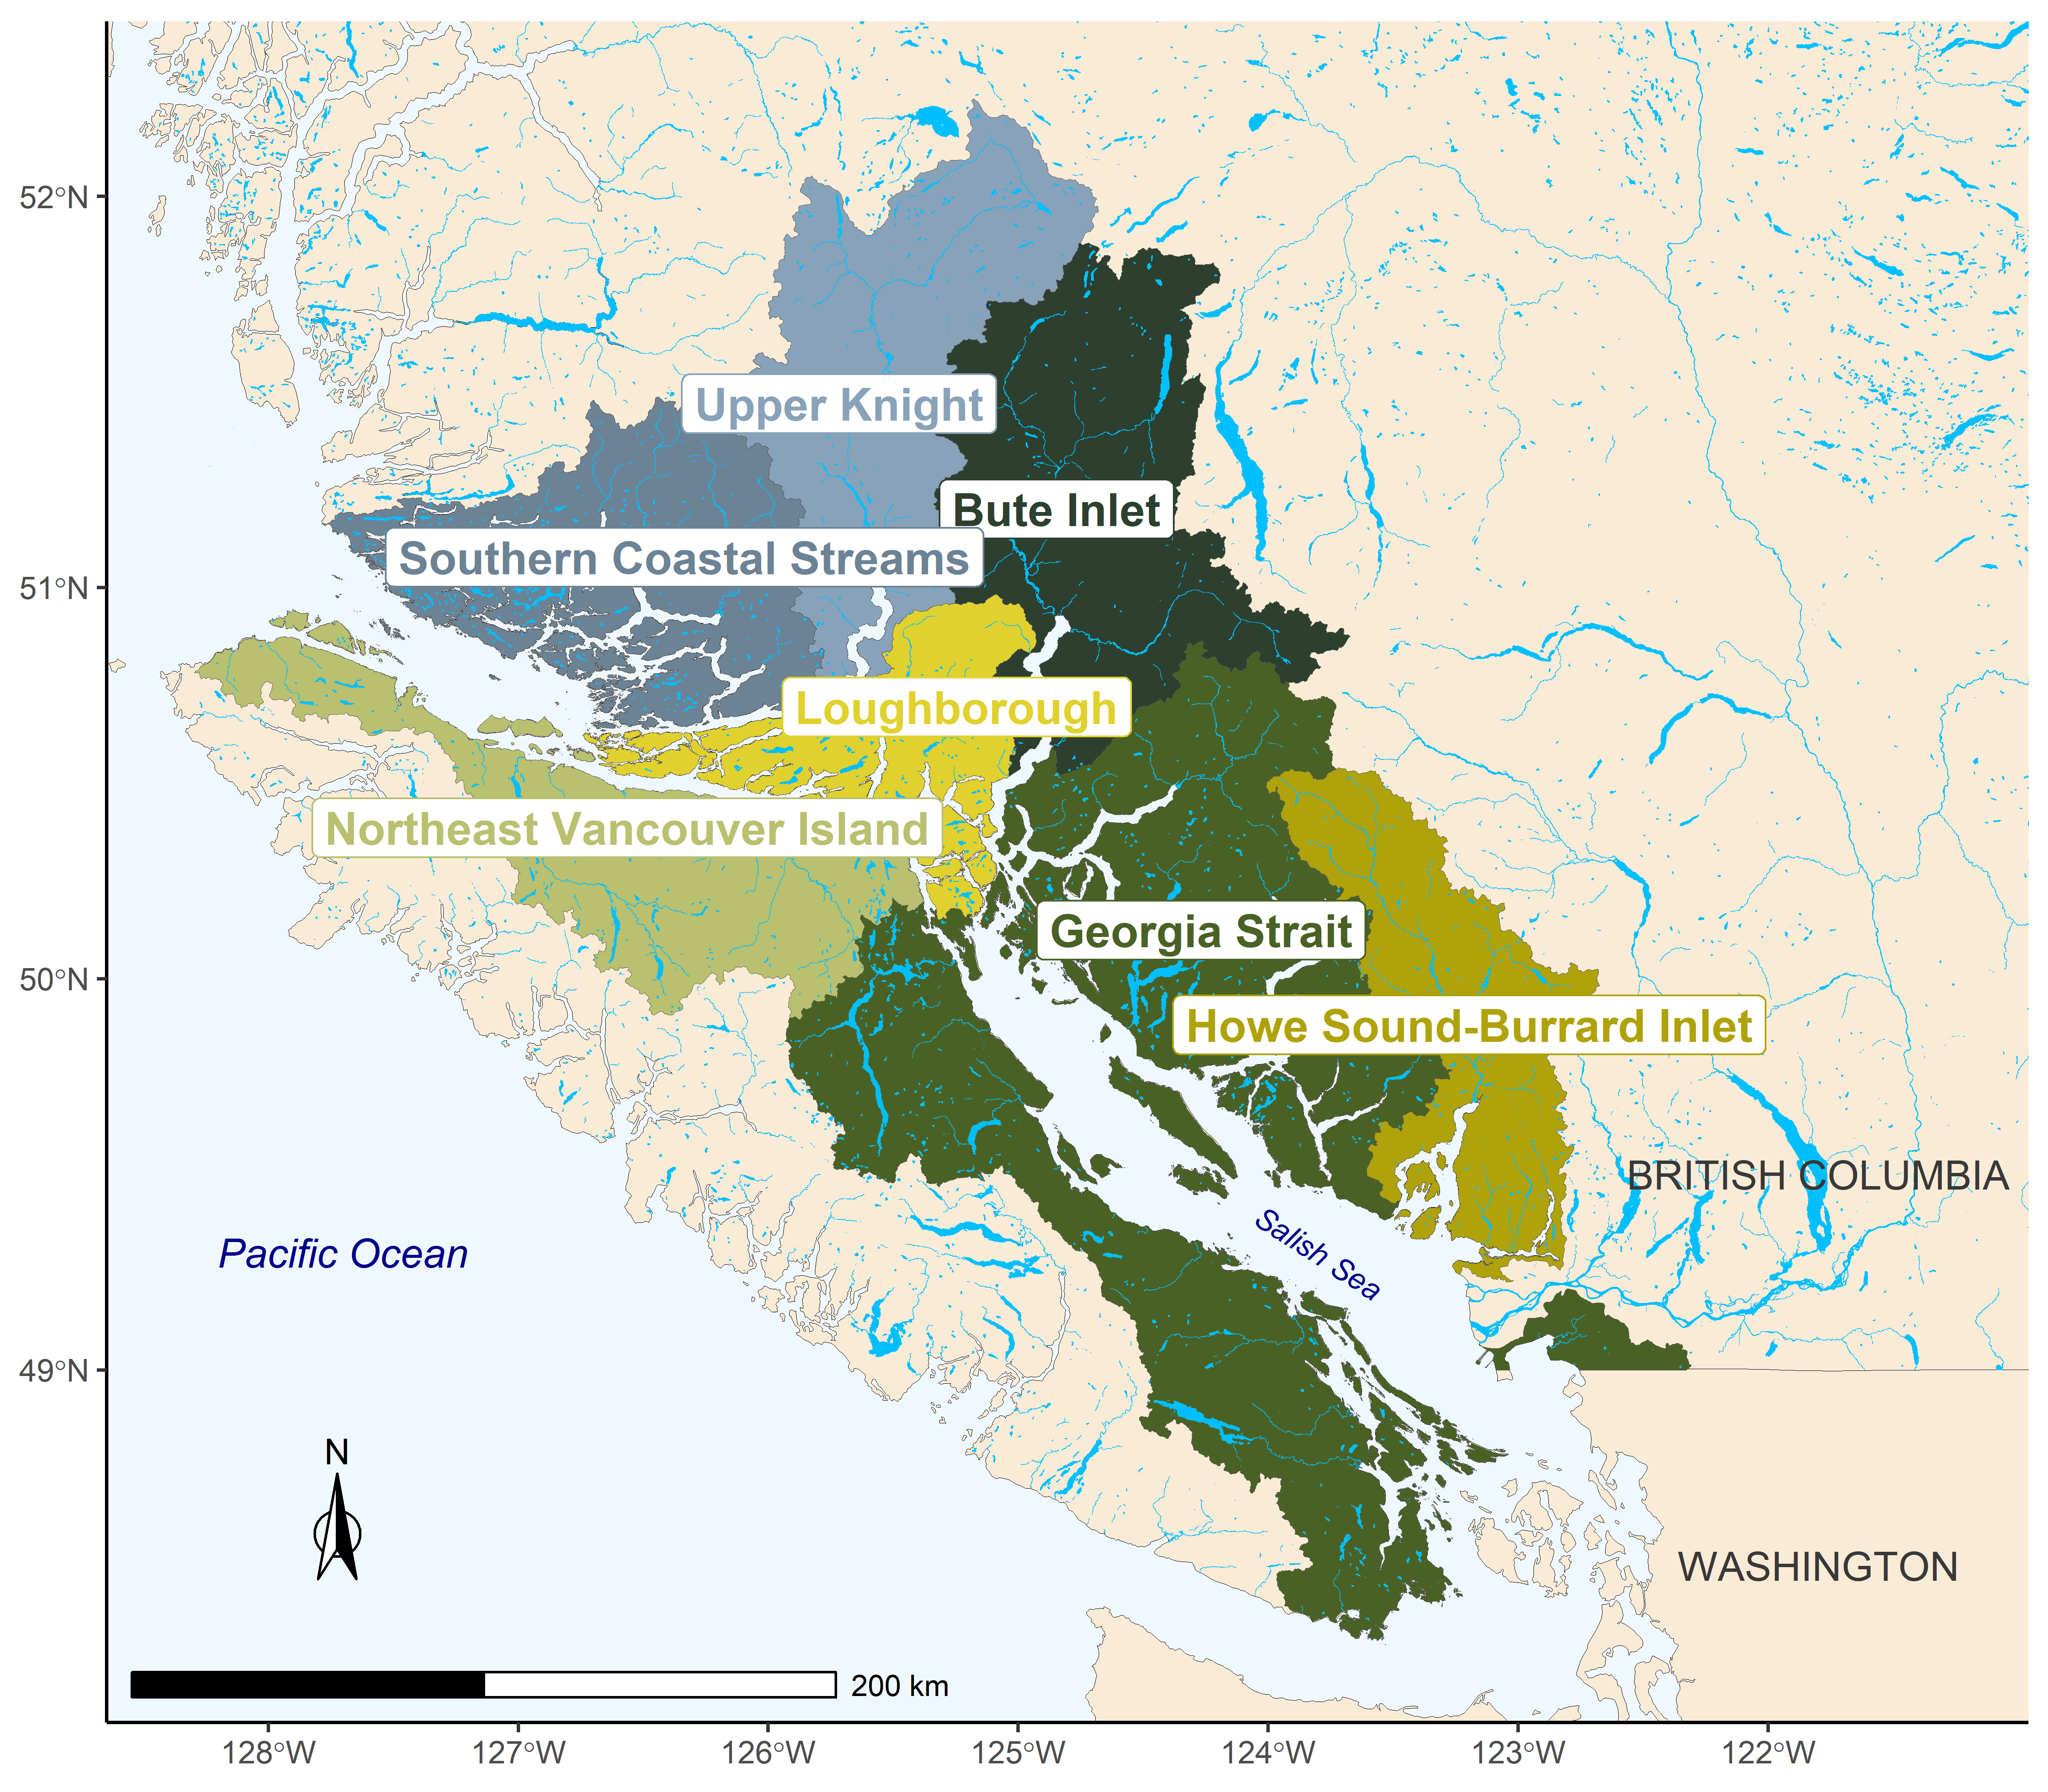 52°N
Upper Knight
Bute Inlet
Southern Coastal Streams
51°N
Loughborough
Northeast Vancouver Island
Georgia Strait
50°N
Howe Sound-Burrard Inlet
BRITISH COLUMBIA
Salish Sea
Pacific Ocean
49°N
N
WASHINGTON
200 km
128°W
127°W
126°W
125°W
124°W
123°W
122°W